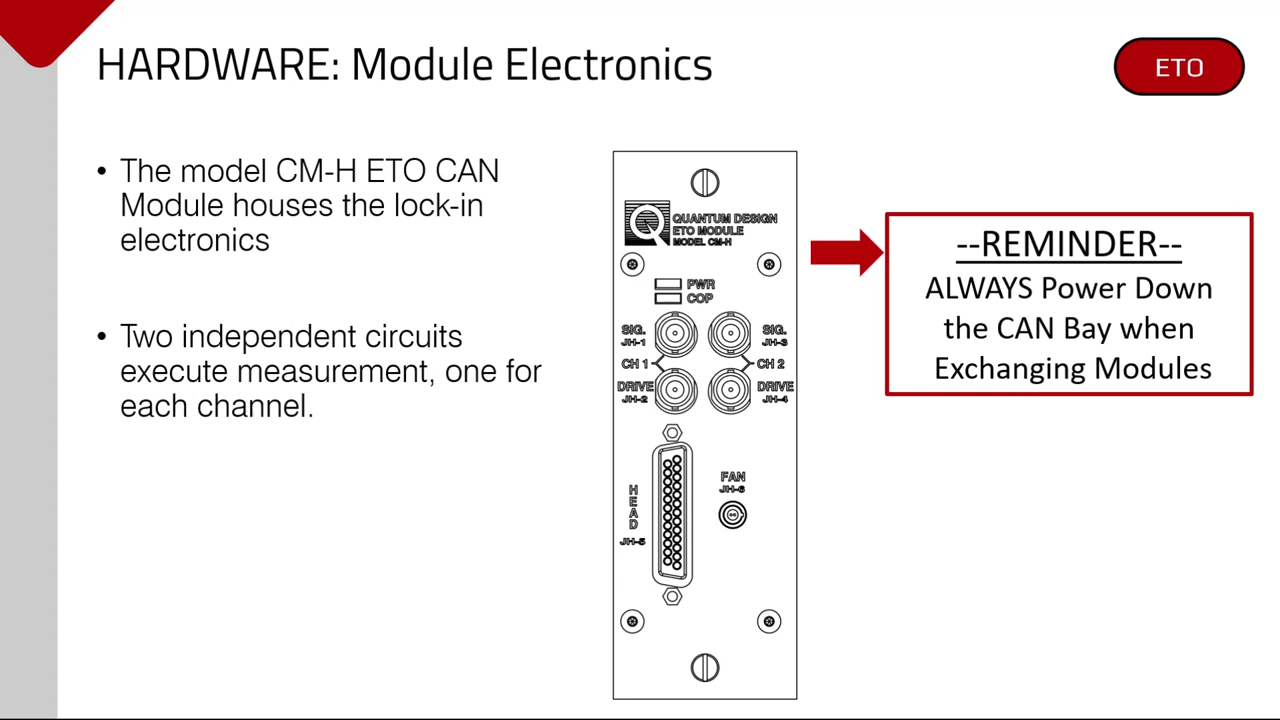 HARDWARE: Module Electronics
ETO
• The model CM-H ETO CAN
Module houses the lock-in
electronics
• Two independent circuits
execute measurement, one for
each channel.
QUANTUM DESIGN
ETO MODULE
MODEL CM-H
PWR
COP
SIG.
JH-1
SIG.
JH-3
CH 1
CH 2
DRIVE
JH-2
DRIVE
JH-4
HEAD
JH-5
FAN
JH-6
--REMINDER--
ALWAYS Power Down
the CAN Bay when
Exchanging Modules